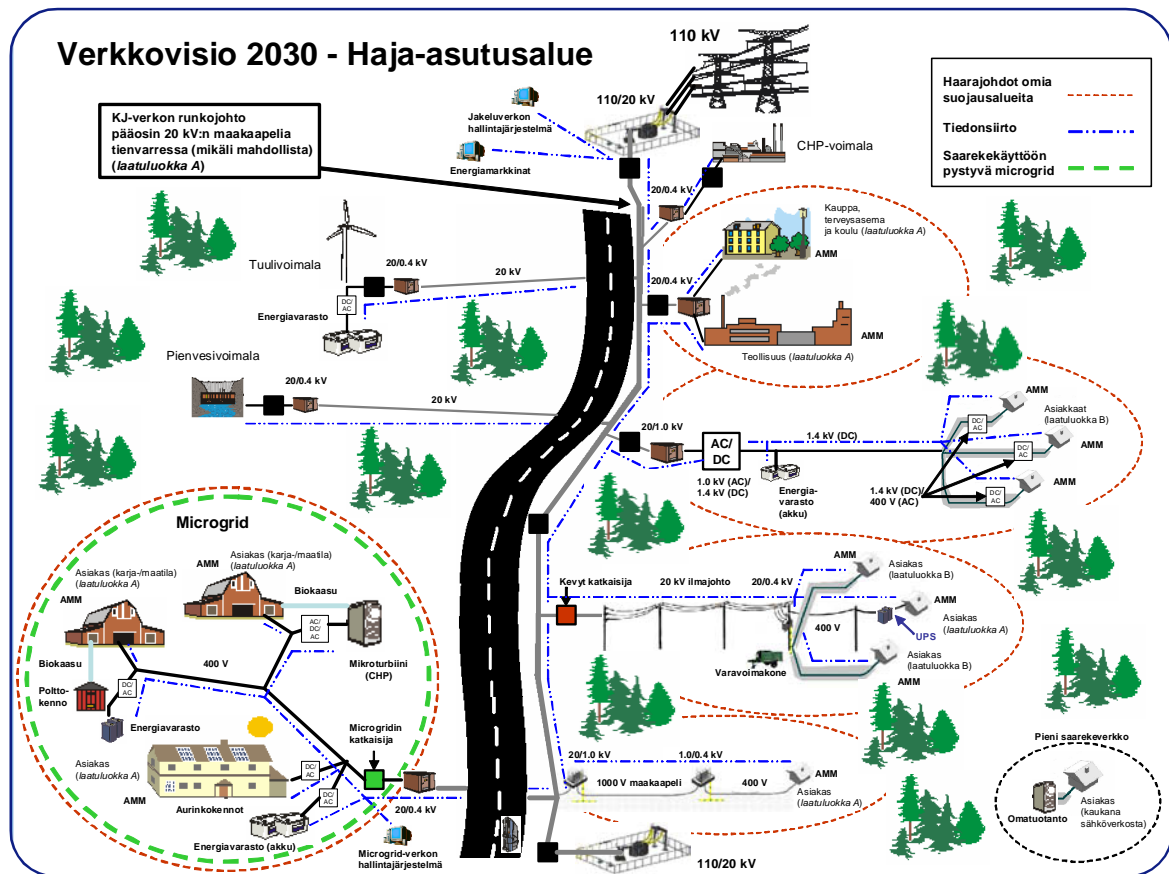 Verkkovisio 2030 - Haja-asutusalue
110 kV
110/20 kV
Haarajohdot omia
suojausalueita
Tiedonsiirto
Saarekekäyttöön
pystyvä microgrid
KJ-verkon runkojohto
pääosin 20 kV:n maakaapelia
tienvarressa (mikäli mahdollista)
(laatuluokka A)
Jakeluverkon
hallintajärjestelmä
Energiamarkkinat
CHP-voimala
20/0.4 kV
Kauppa,
terveysasema
ja koulu (laatuluokka A)
AMM
20/0.4 kV
AMM
Teollisuus (laatuluokka A)
Tuulivoimala
20/0.4 kV
20 kV
DC/
AC
Energiavarasto
Pienvesivoimala
20/0.4 kV
20 kV
20/1.0 kV
AC/
DC
1.0 kV (AC)/
1.4 kV (DC)
1.4 kV (DC)
Energia-
varasto
(akku)
AMM
DC/
AC
Asiakkaat
(laatuluokka B)
DC/
AC
AMM
DC/
AC
AMM
1.4 kV (DC)/
400 V (AC)
Microgrid
Asiakas (karja-/maatila)
(laatuluokka A)
AMM
Asiakas (karja-/maatila)
(laatuluokka A)
AMM
Biokaasu
AC/
DC/
AC
Mikroturbiini
(CHP)
Biokaasu
400 V
DC/
AC
Poltto-
kenno
Energiavarasto
Asiakas
(laatuluokka A)
AMM
Aurinkokennot
DC/
AC
DC/
AC
Energiavarasto (akku)
Microgridin
katkaisija
20/0.4 kV
Microgrid-verkon
hallintajärjestelmä
Kevyt katkaisija
20 kV ilmajohto
20/0.4 kV
AMM
Asiakas
(laatuluokka B)
AMM
Asiakas
(laatuluokka A)
400 V
UPS
Varavoimakone
Asiakas
(laatuluokka B)
AMM
20/1.0 kV
1.0/0.4 kV
1000 V maakaapeli
400 V
AMM
Asiakas
(laatuluokka A)
110/20 kV
Pieni saarekeverkko
Omatuotanto
Asiakas
(kaukana
sähköverkosta)